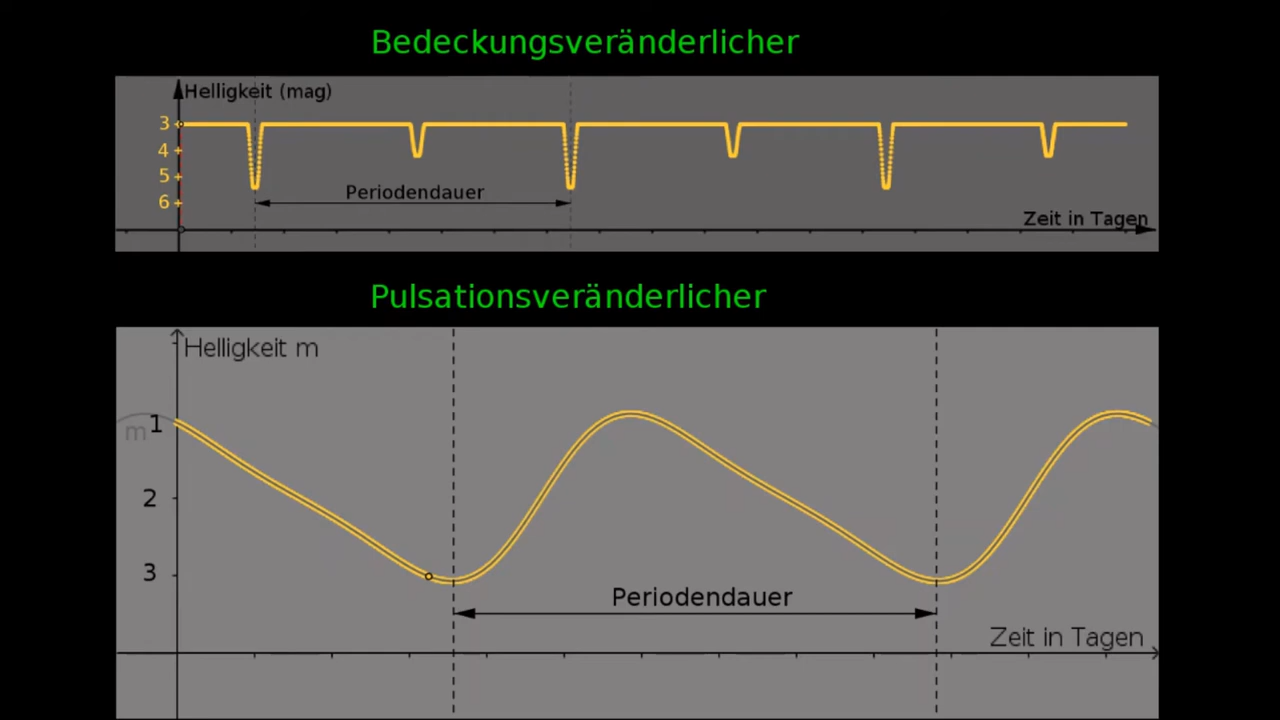 Bedeckungsveränderlicher
Helligkeit (mag)
3
4
5
6
Periodendauer
Zeit in Tagen
Pulsationsveränderlicher
Helligkeit m
m
1
2
3
Periodendauer
Zeit in Tagen